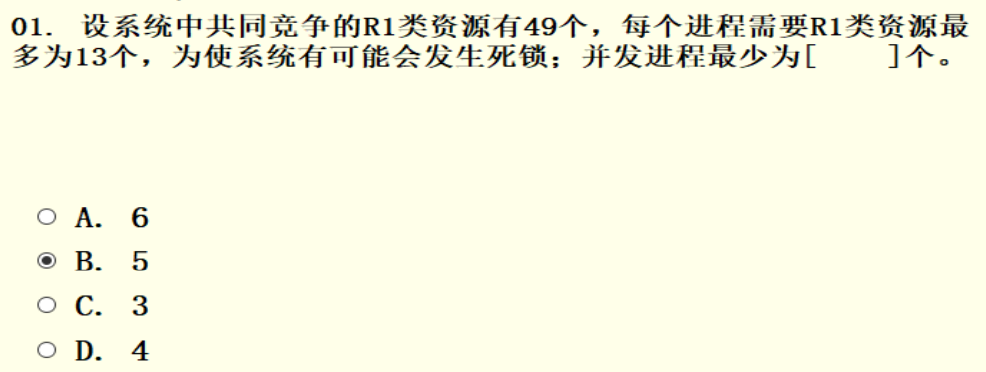 01. 设系统中共同竞争的R1类资源有49个，每个进程需要R1类资源最
多为13个，为使系统有可能会发生死锁；并发进程最少为[ ]个。
A. 6
B. 5
C. 3
D. 4